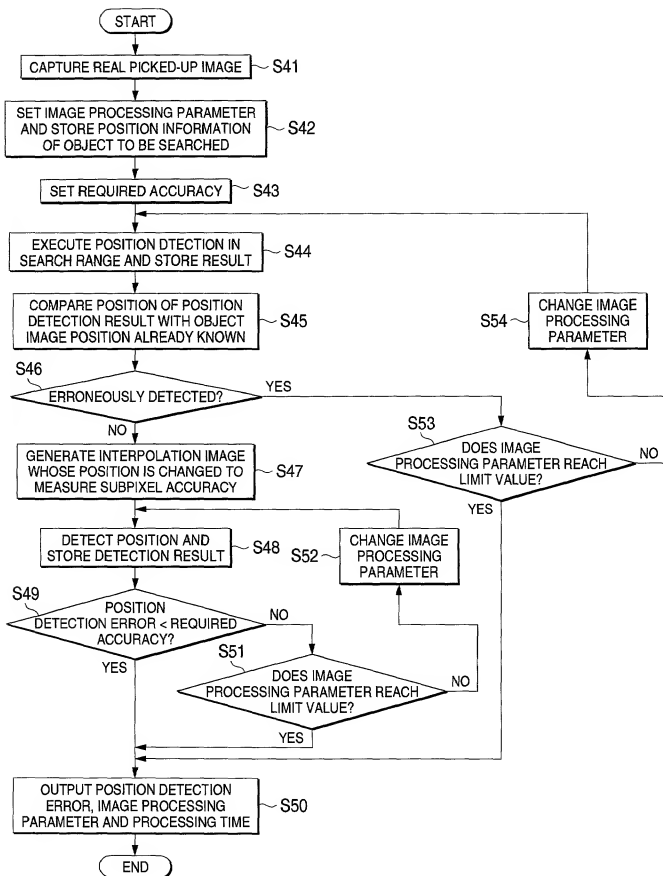 START
CAPTURE REAL PICKED-UP IMAGE
S41
SET IMAGE PROCESSING PARAMETER
AND STORE POSITION INFORMATION
OF OBJECT TO BE SEARCHED
S42
SET REQUIRED ACCURACY
S43
EXECUTE POSITION DTECTION IN
SEARCH RANGE AND STORE RESULT
S44
COMPARE POSITION OF POSITION
DETECTION RESULT WITH OBJECT
IMAGE POSITION ALREADY KNOWN
S45
S54
CHANGE IMAGE
PROCESSING
PARAMETER
S46
ERRONEOUSLY DETECTED?
YES
NO
S53
DOES IMAGE
PROCESSING PARAMETER REACH
LIMIT VALUE?
NO
YES
GENERATE INTERPOLATION IMAGE
WHOSE POSITION IS CHANGED TO
MEASURE SUBPIXEL ACCURACY
S47
DETECT POSITION AND
STORE DETECTION RESULT
S48
S52
CHANGE IMAGE
PROCESSING
PARAMETER
S49
POSITION
DETECTION ERROR < REQUIRED
ACCURACY?
NO
YES
S51
DOES IMAGE
PROCESSING PARAMETER REACH
LIMIT VALUE?
NO
YES
OUTPUT POSITION DETECTION
ERROR, IMAGE PROCESSING
PARAMETER AND PROCESSING TIME
S50
END